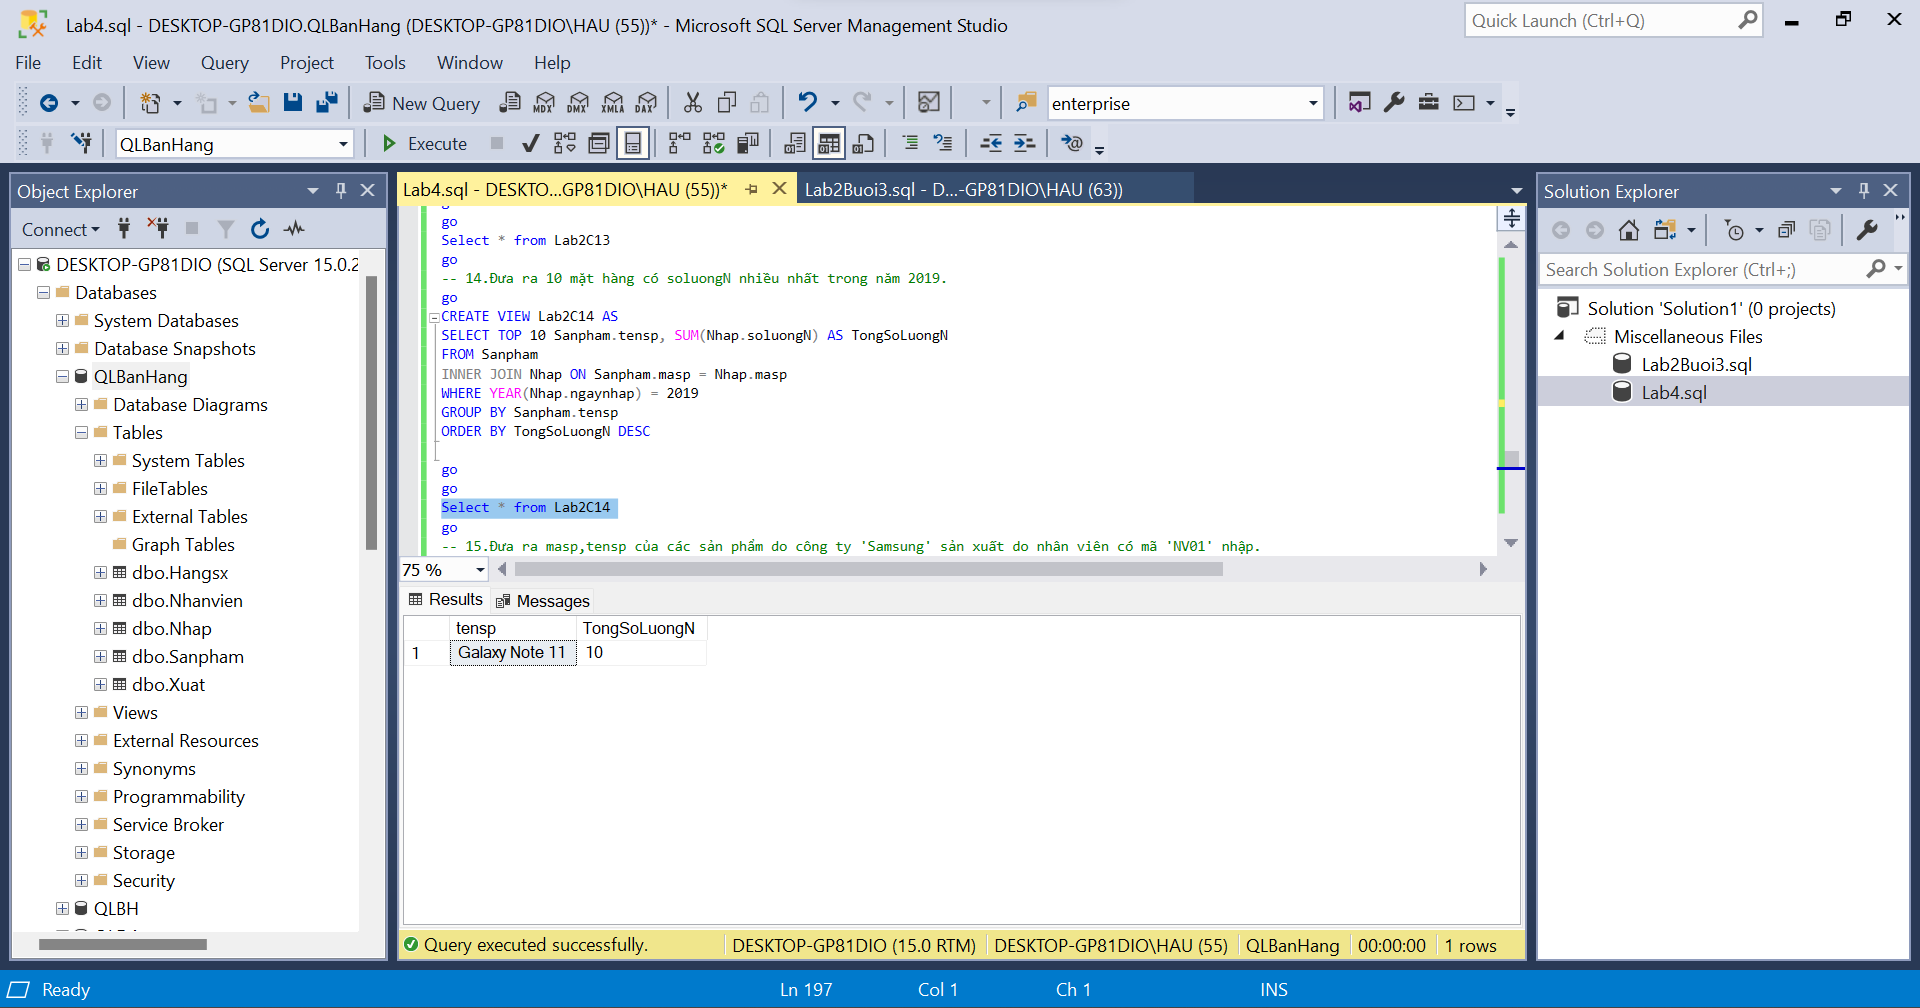 Lab4.sql - DESKTOP-GP81DIO.QLBanHang (DESKTOP-GP81DIO\HAU (55))* - Microsoft SQL Server Management Studio
Quick Launch (Ctrl+Q)
File Edit View Query Project Tools Window Help
New Query MDX DMX XMLA DAX enterprise
QLBanHang Execute
Object Explorer
Connect
DESKTOP-GP81DIO (SQL Server 15.0.2
Databases
System Databases
Database Snapshots
QLBanHang
Database Diagrams
Tables
System Tables
FileTables
External Tables
Graph Tables
dbo.Hangsx
dbo.Nhanvien
dbo.Nhap
dbo.Sanpham
dbo.Xuat
Views
External Resources
Synonyms
Programmability
Service Broker
Storage
Security
QLBH
Lab4.sql - DESKTO...GP81DIO\HAU (55))* Lab2Buoi3.sql - D...-GP81DIO\HAU (63))
go
Select * from Lab2C13
go
-- 14.Đưa ra 10 mặt hàng có soluongN nhiều nhất trong năm 2019.
go
CREATE VIEW Lab2C14 AS
SELECT TOP 10 Sanpham.tensp, SUM(Nhap.soluongN) AS TongSoLuongN
FROM Sanpham
INNER JOIN Nhap ON Sanpham.masp = Nhap.masp
WHERE YEAR(Nhap.ngaynhap) = 2019
GROUP BY Sanpham.tensp
ORDER BY TongSoLuongN DESC
go
go
Select * from Lab2C14
go
-- 15.Đưa ra masp,tensp của các sản phẩm do công ty 'Samsung' sản xuất do nhân viên có mã 'NV01' nhập.
75 %
Results Messages
tensp TongSoLuongN
1 Galaxy Note 11 10
Query executed successfully. DESKTOP-GP81DIO (15.0 RTM) DESKTOP-GP81DIO\HAU (55) QLBanHang 00:00:00 1 rows
Solution Explorer
Search Solution Explorer (Ctrl+;)
Solution 'Solution1' (0 projects)
Miscellaneous Files
Lab2Buoi3.sql
Lab4.sql
Ready Ln 197 Col 1 Ch 1 INS